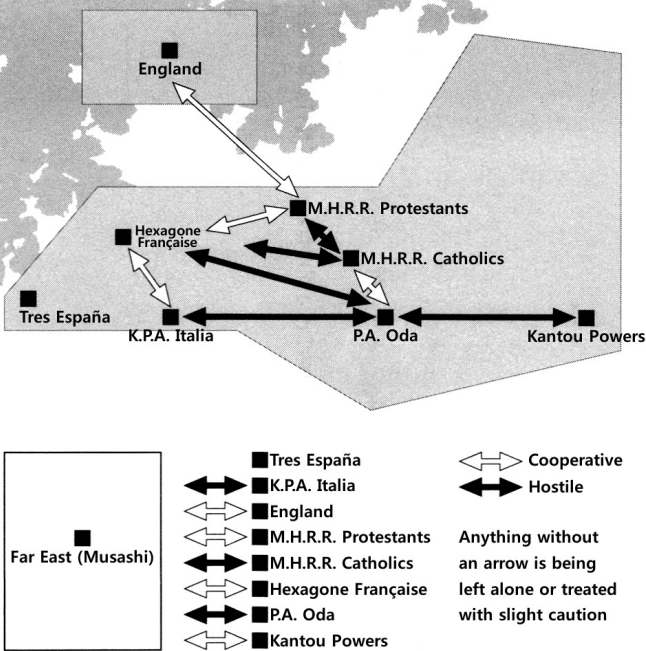 England
M.H.R.R. Protestants
Hexagone
Française
M.H.R.R. Catholics
Tres España
K.P.A. Italia
P.A. Oda
Kantou Powers
Far East (Musashi)
Tres España
K.P.A. Italia
England
M.H.R.R. Protestants
M.H.R.R. Catholics
Hexagone Française
P.A. Oda
Kantou Powers
Cooperative
Hostile
Anything without
an arrow is being
left alone or treated
with slight caution